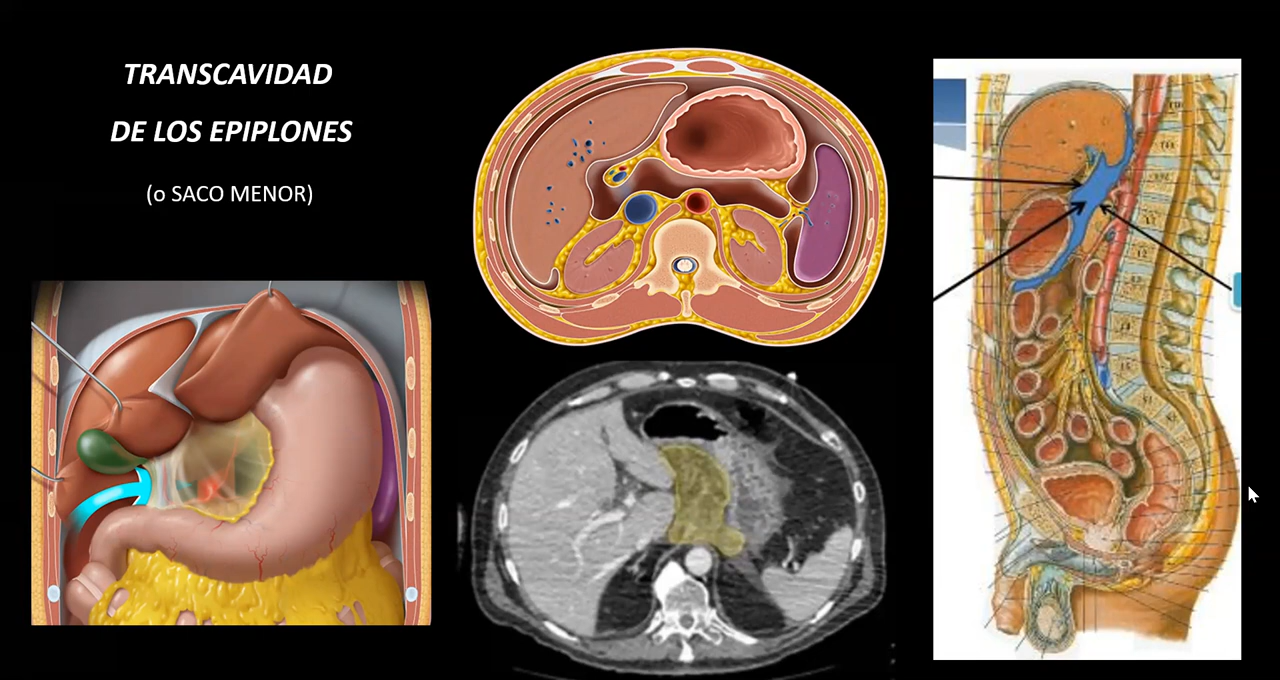 TRANSCAVIDAD
DE LOS EPIPLONES
(o SACO MENOR)